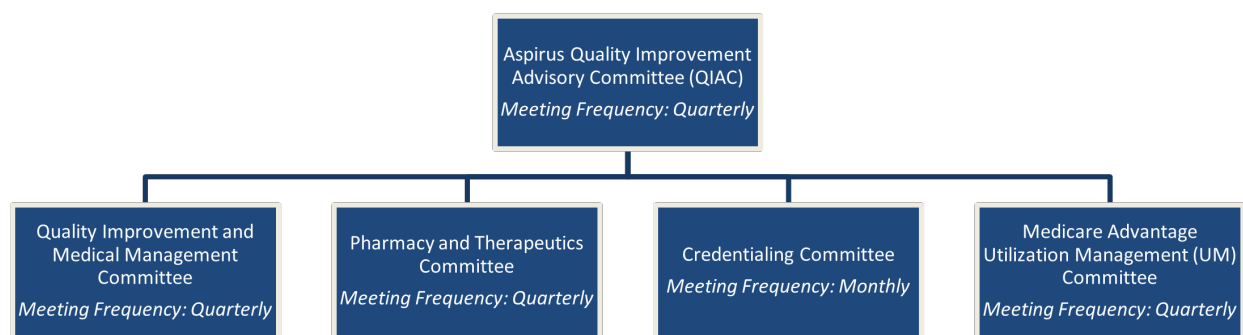 Aspirus Quality Improvement
Advisory Committee (QIAC)
Meeting Frequency: Quarterly
Quality Improvement and
Medical Management
Committee
Meeting Frequency: Quarterly
Pharmacy and Therapeutics
Committee
Meeting Frequency: Quarterly
Credentialing Committee
Meeting Frequency: Monthly
Medicare Advantage
Utilization Management (UM)
Committee
Meeting Frequency: Quarterly